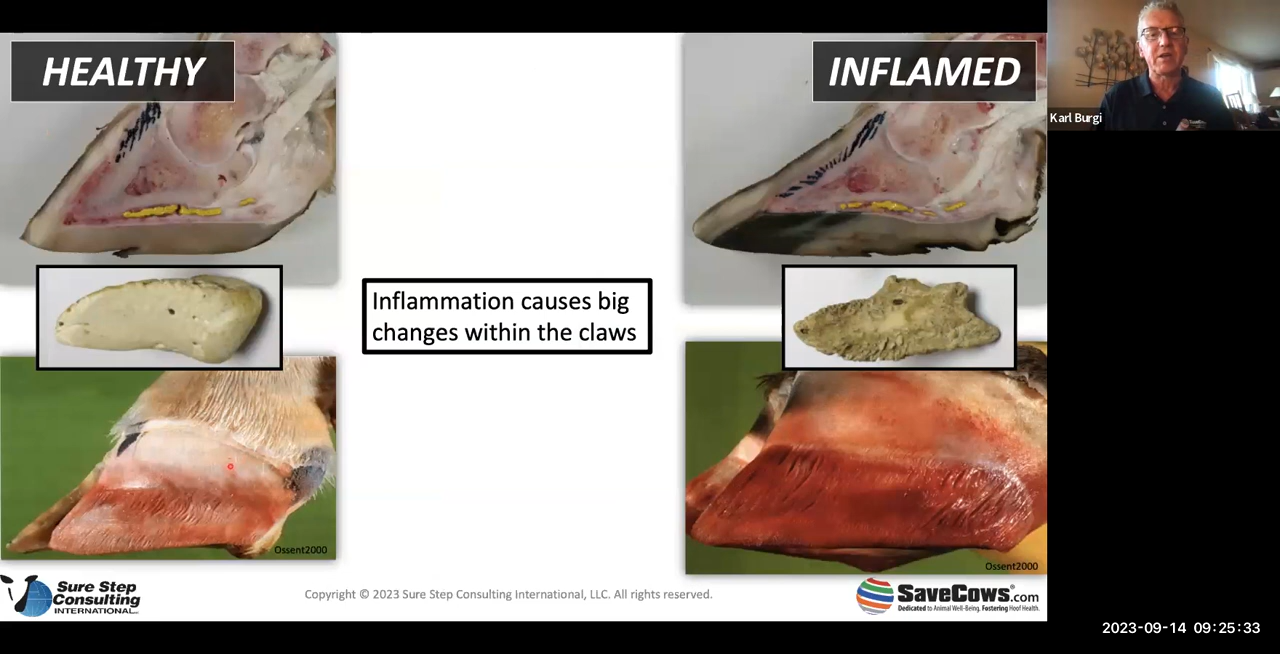 HEALTHY
INFLAMED
Karl Burgi
Inflammation causes big
changes within the claws
Ossent2000
Ossent2000
Sure Step
Consulting
INTERNATIONAL
Copyright © 2023 Sure Step Consulting International, LLC. All rights reserved.
SaveCows.com
Dedicated to Animal Well-Being. Fostering Hoof Health.
2023-09-14 09:25:33